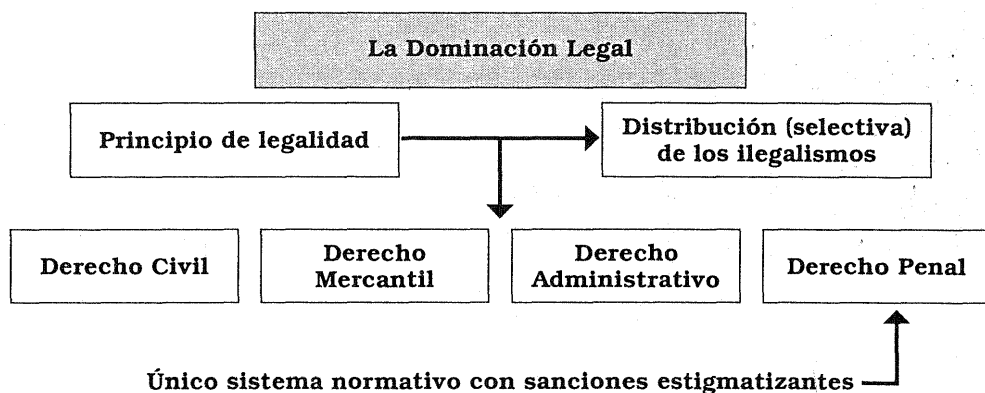 La Dominación Legal
Principio de legalidad
Distribución (selectiva)
de los ilegalismos
Derecho Civil
Derecho
Mercantil
Derecho
Administrativo
Derecho Penal
Único sistema normativo con sanciones estigmatizantes